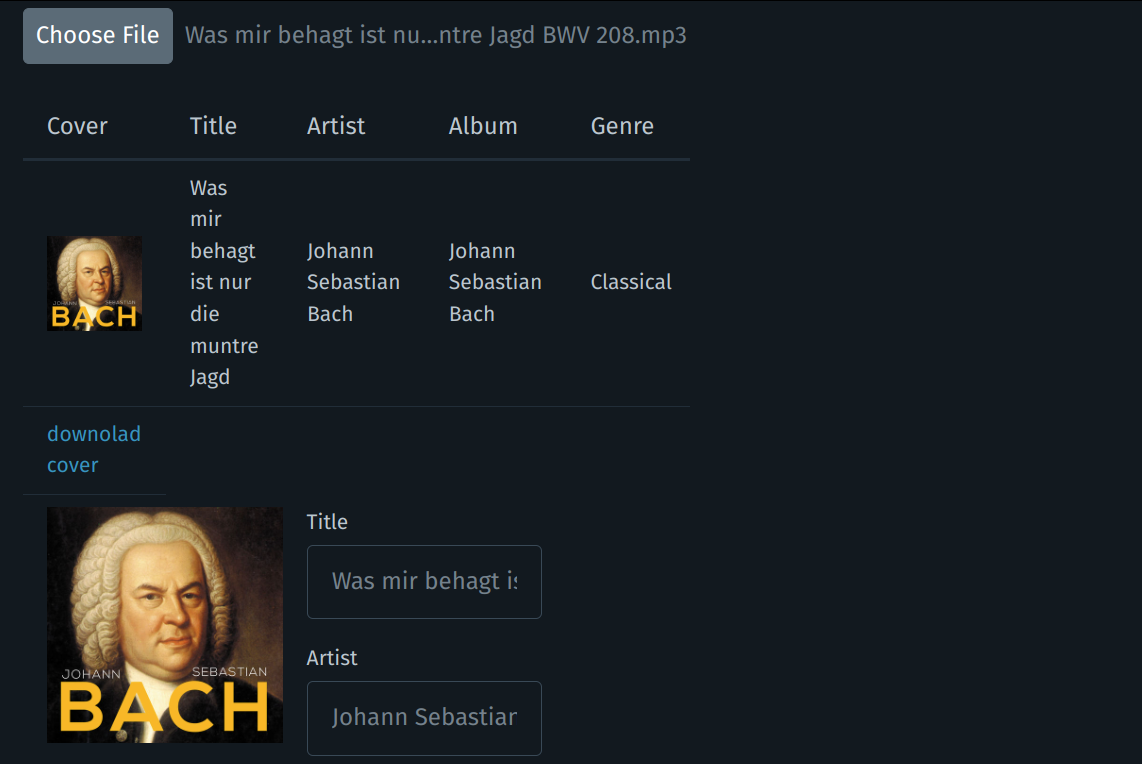 Choose File Was mir behagt ist nu...ntre Jagd BWV 208.mp3
Cover Title Artist Album Genre
Was
mir
behagt
ist nur
die
muntre
Jagd
Johann
Sebastian
Bach
Johann
Sebastian
Bach
Classical
JOHANN SEBASTIAN
BACH
downolad
cover
Title
Was mir behagt is
Artist
Johann Sebastian
JOHANN SEBASTIAN
BACH